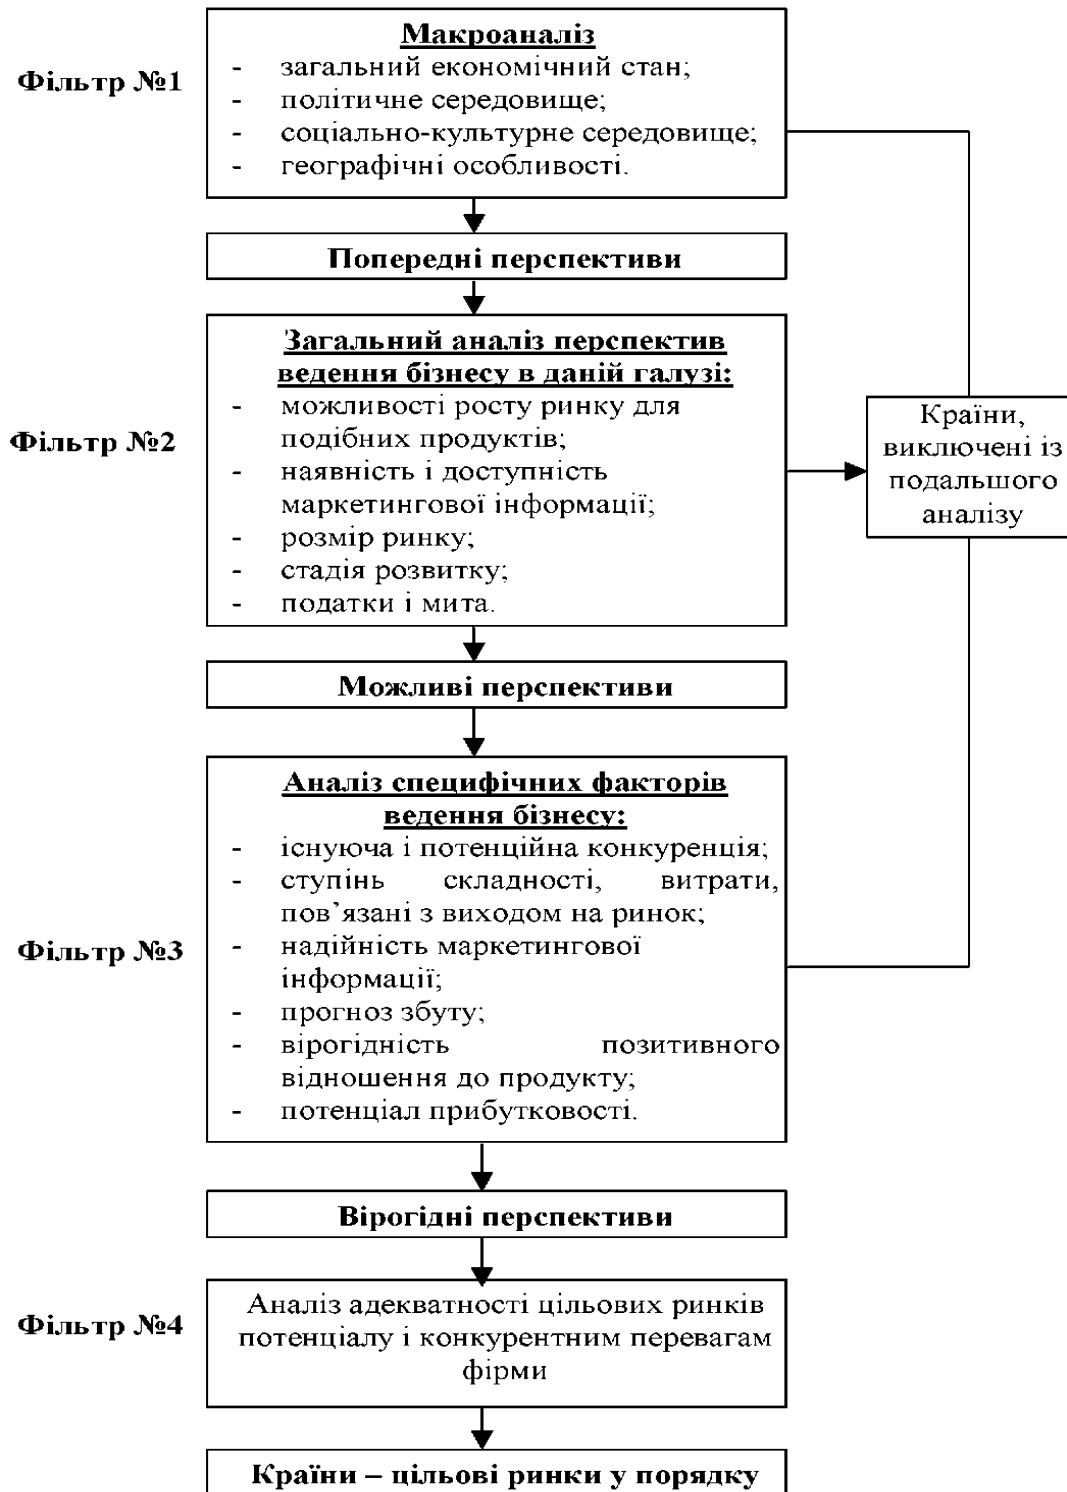 Макроаналіз
Фільтр №1
- загальний економічний стан;
- політичне середовище;
- соціально-культурне середовище;
- географічні особливості.
Попередні перспективи
Загальний аналіз перспектив
ведення бізнесу в даній галузі:
Фільтр №2
- можливості росту ринку для
подібних продуктів;
- наявність і доступність
маркетингової інформації;
- розмір ринку;
- стадія розвитку;
- податки і мита.
Країни,
виключені із
подальшого
аналізу
Можливі перспективи
Аналіз специфічних факторів
ведення бізнесу:
Фільтр №3
- існуюча і потенційна конкуренція;
- ступінь складності, витрати,
пов’язані з виходом на ринок;
- надійність маркетингової
інформації;
- прогноз збуту;
- вірогідність позитивного
відношення до продукту;
- потенціал прибутковості.
Вірогідні перспективи
Фільтр №4
Аналіз адекватності цільових ринків
потенціалу і конкурентним перевагам
фірми
Країни – цільові ринки у порядку